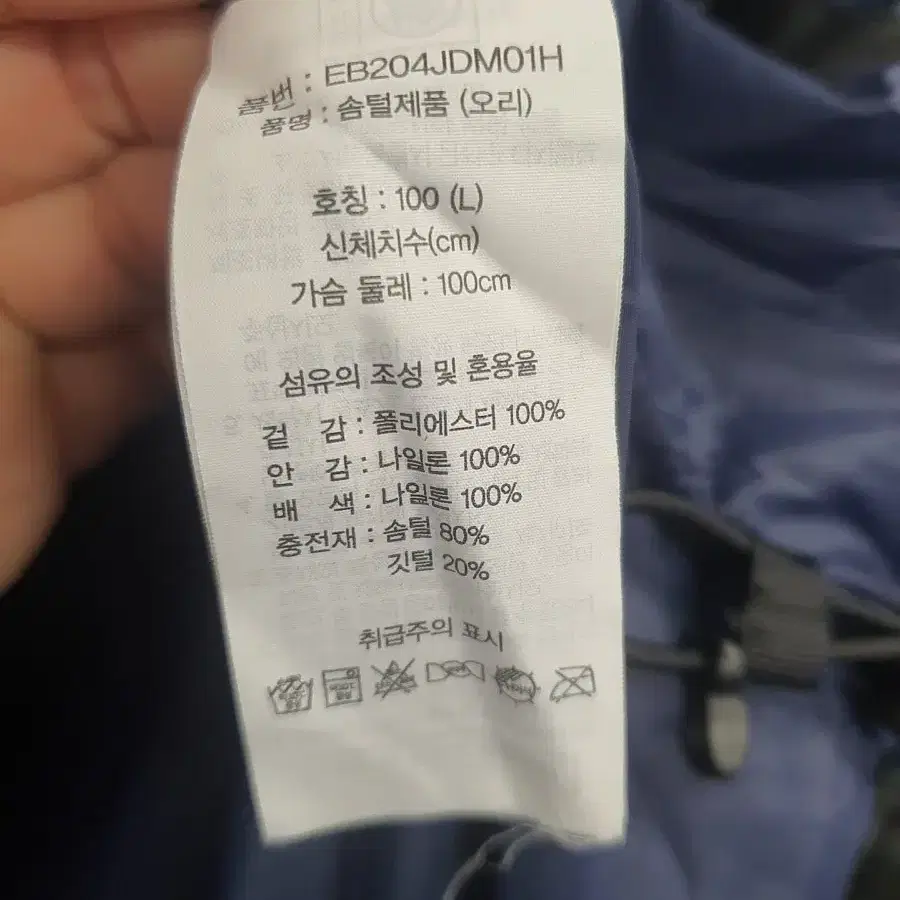 품번 : EB204JDM01H
품명 : 솜털제품 (오리)
호칭 : 100 (L)
신체치수(cm)
가슴 둘레 : 100cm
섬유의 조성 및 혼용율
겉 감 : 폴리에스터 100%
안 감 : 나일론 100%
배 색 : 나일론 100%
충전재 : 솜털 80%
깃털 20%
취급주의 표시